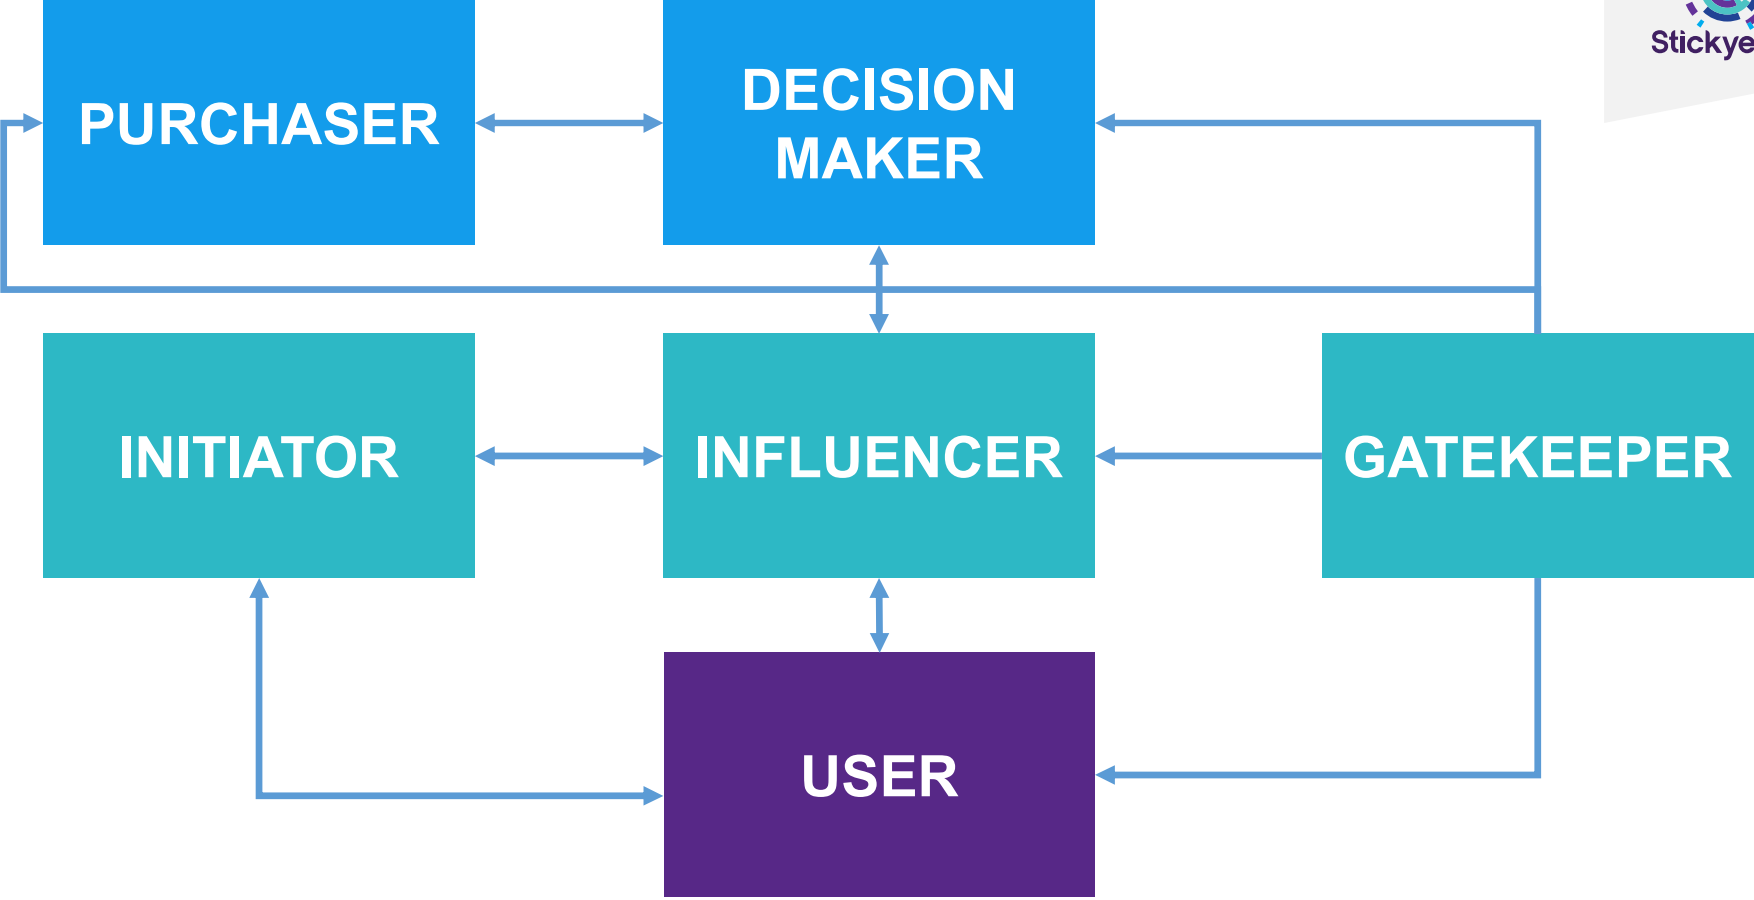 PURCHASER
DECISION
MAKER
INITIATOR
INFLUENCER
GATEKEEPER
USER